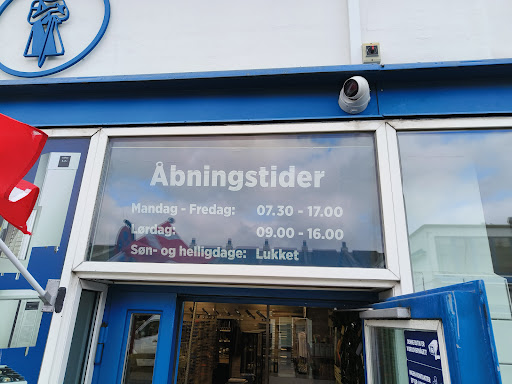 Åbningstider
Mandag - Fredag: 07.30 - 17.00
Lørdag: 09.00 - 16.00
Søn- og helligdage: Lukket